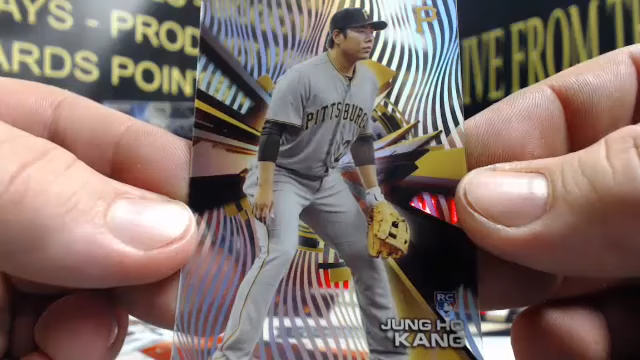 AYS - PROD
ARDS POINT
IVE FROM T
P
PITTSBURGH
RC
JUNG HO
KANG